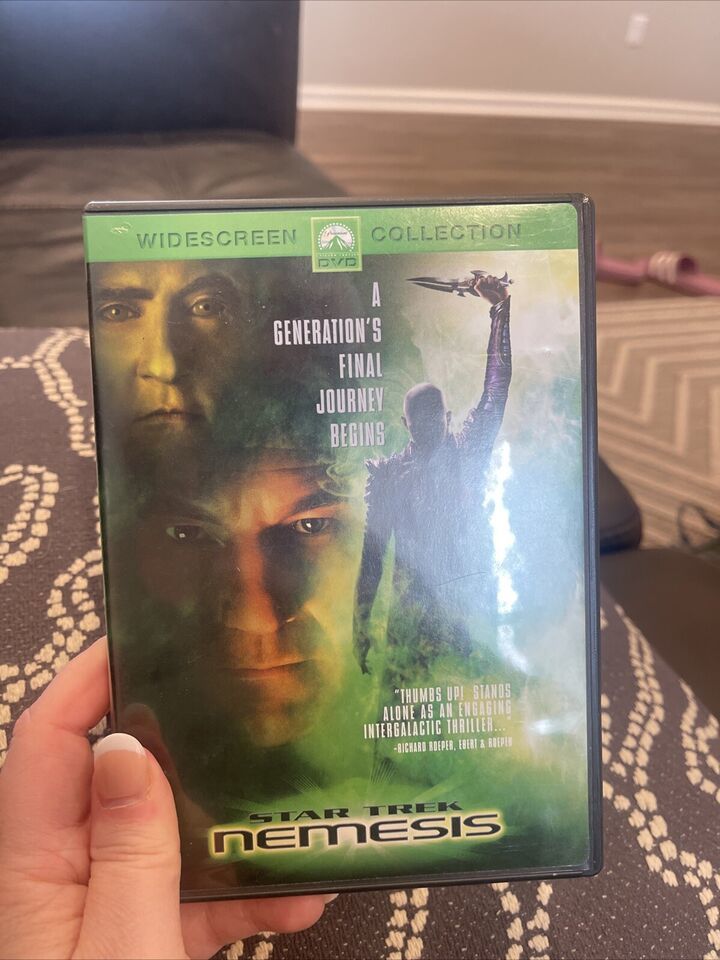 WIDESCREEN COLLECTION
Paramount
DVD
A
GENERATION'S
FINAL
JOURNEY
BEGINS
"THUMBS UP! STANDS
ALONE AS AN ENGAGING
INTERGALACTIC THRILLER..."
-RICHARD ROEPER, EBERT & ROEPER
STAR TREK
NEMESIS